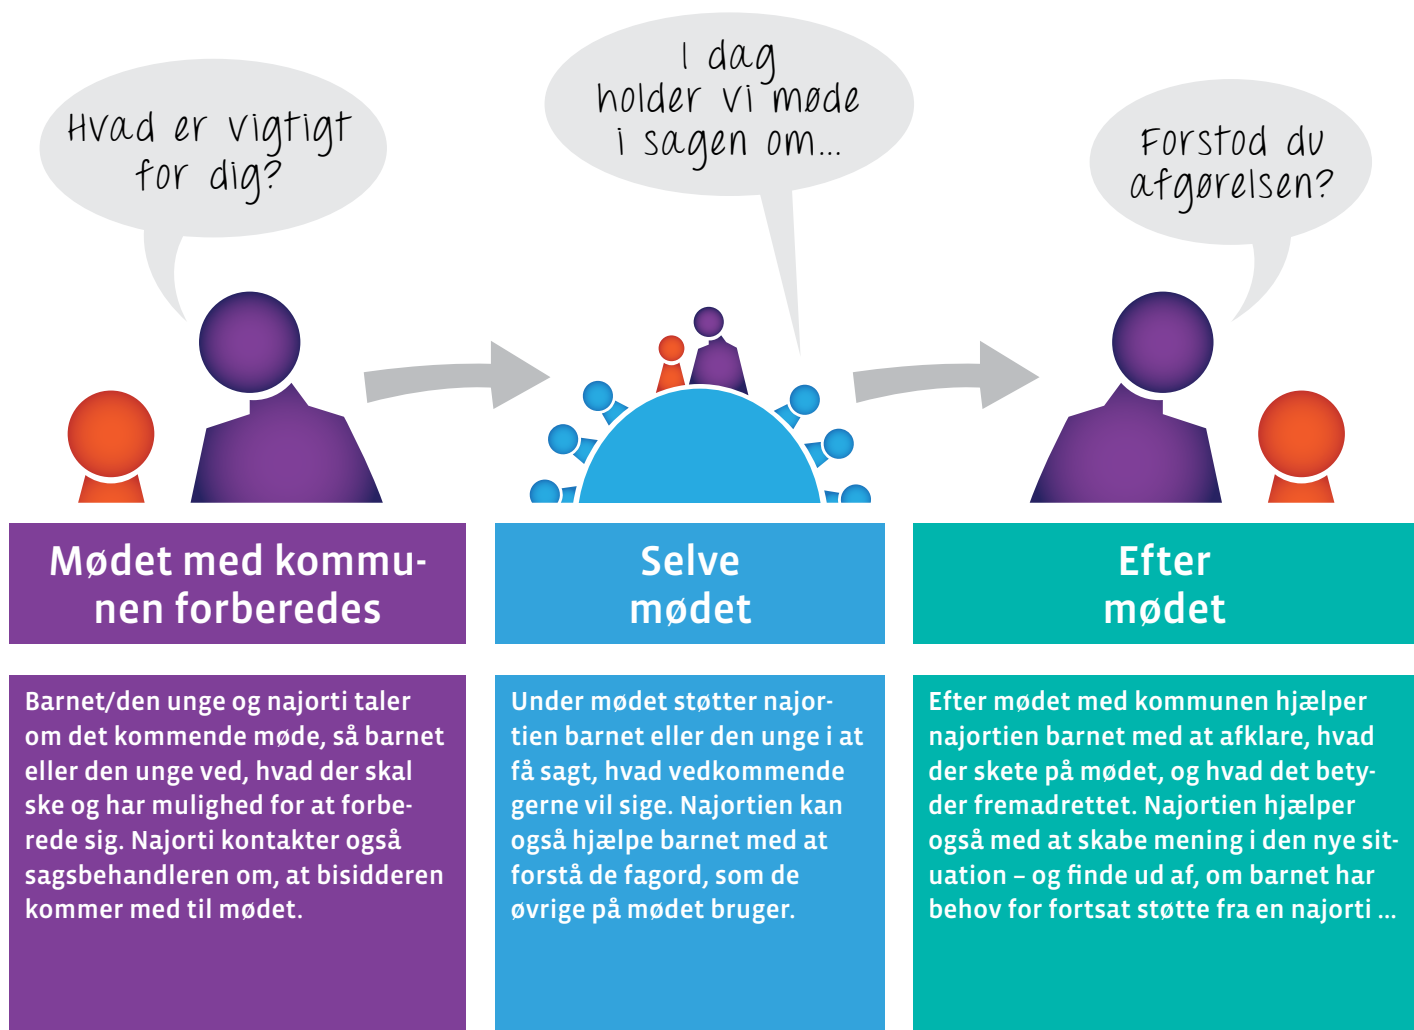 Hvad er vigtigt
for dig?
I dag
holder vi møde
i sagen om...
Forstod du
afgørelsen?
Mødet med kommu-
nen forberedes
Barnet/den unge og najorti taler
om det kommende møde, så barnet
eller den unge ved, hvad der skal
ske og har mulighed for at forbe-
rede sig. Najorti kontakter også
sagsbehandleren om, at bisidderen
kommer med til mødet.
Selve
mødet
Under mødet støtter najor-
tien barnet eller den unge i at
få sagt, hvad vedkommende
gerne vil sige. Najortien kan
også hjælpe barnet med at
forstå de fagord, som de
øvrige på mødet bruger.
Efter
mødet
Efter mødet med kommunen hjælper
najortien barnet med at afklare, hvad
der skete på mødet, og hvad det bety-
der fremadrettet. Najortien hjælper
også med at skabe mening i den nye sit-
uation – og finde ud af, om barnet har
behov for fortsat støtte fra en najorti ...